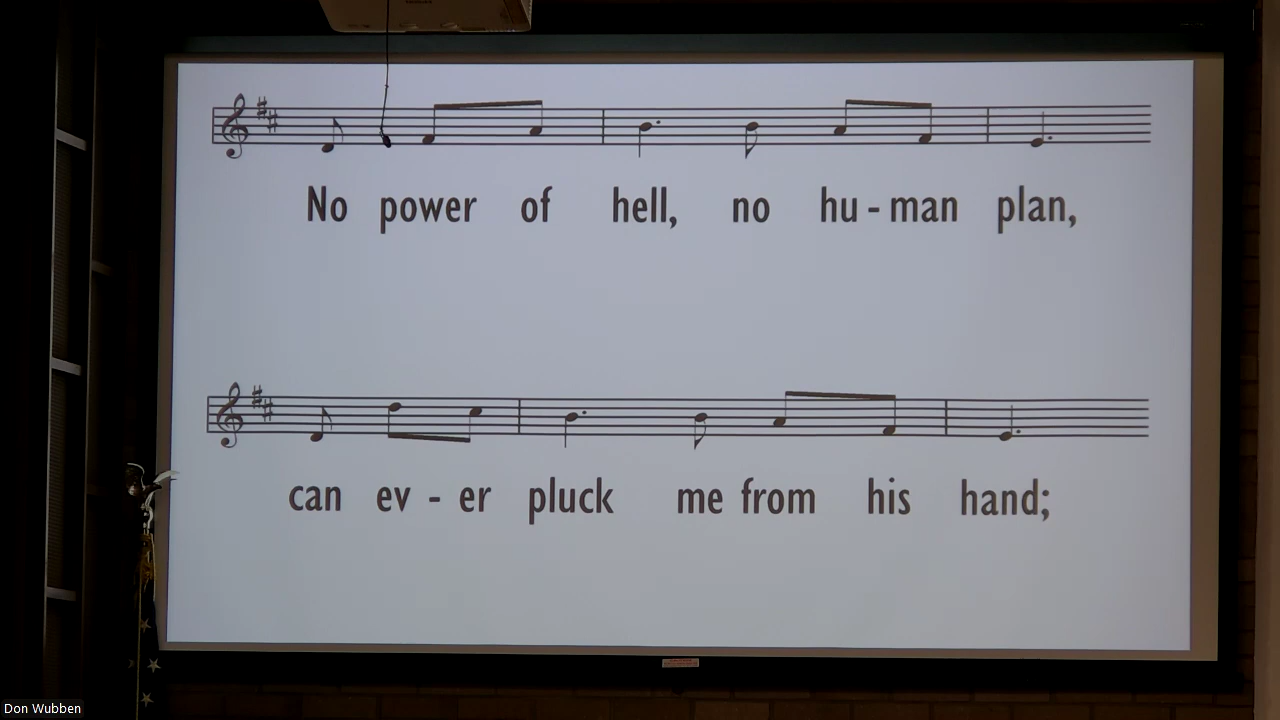 No power of hell, no hu - man plan,
can ev - er pluck me from his hand;
Don Wubben